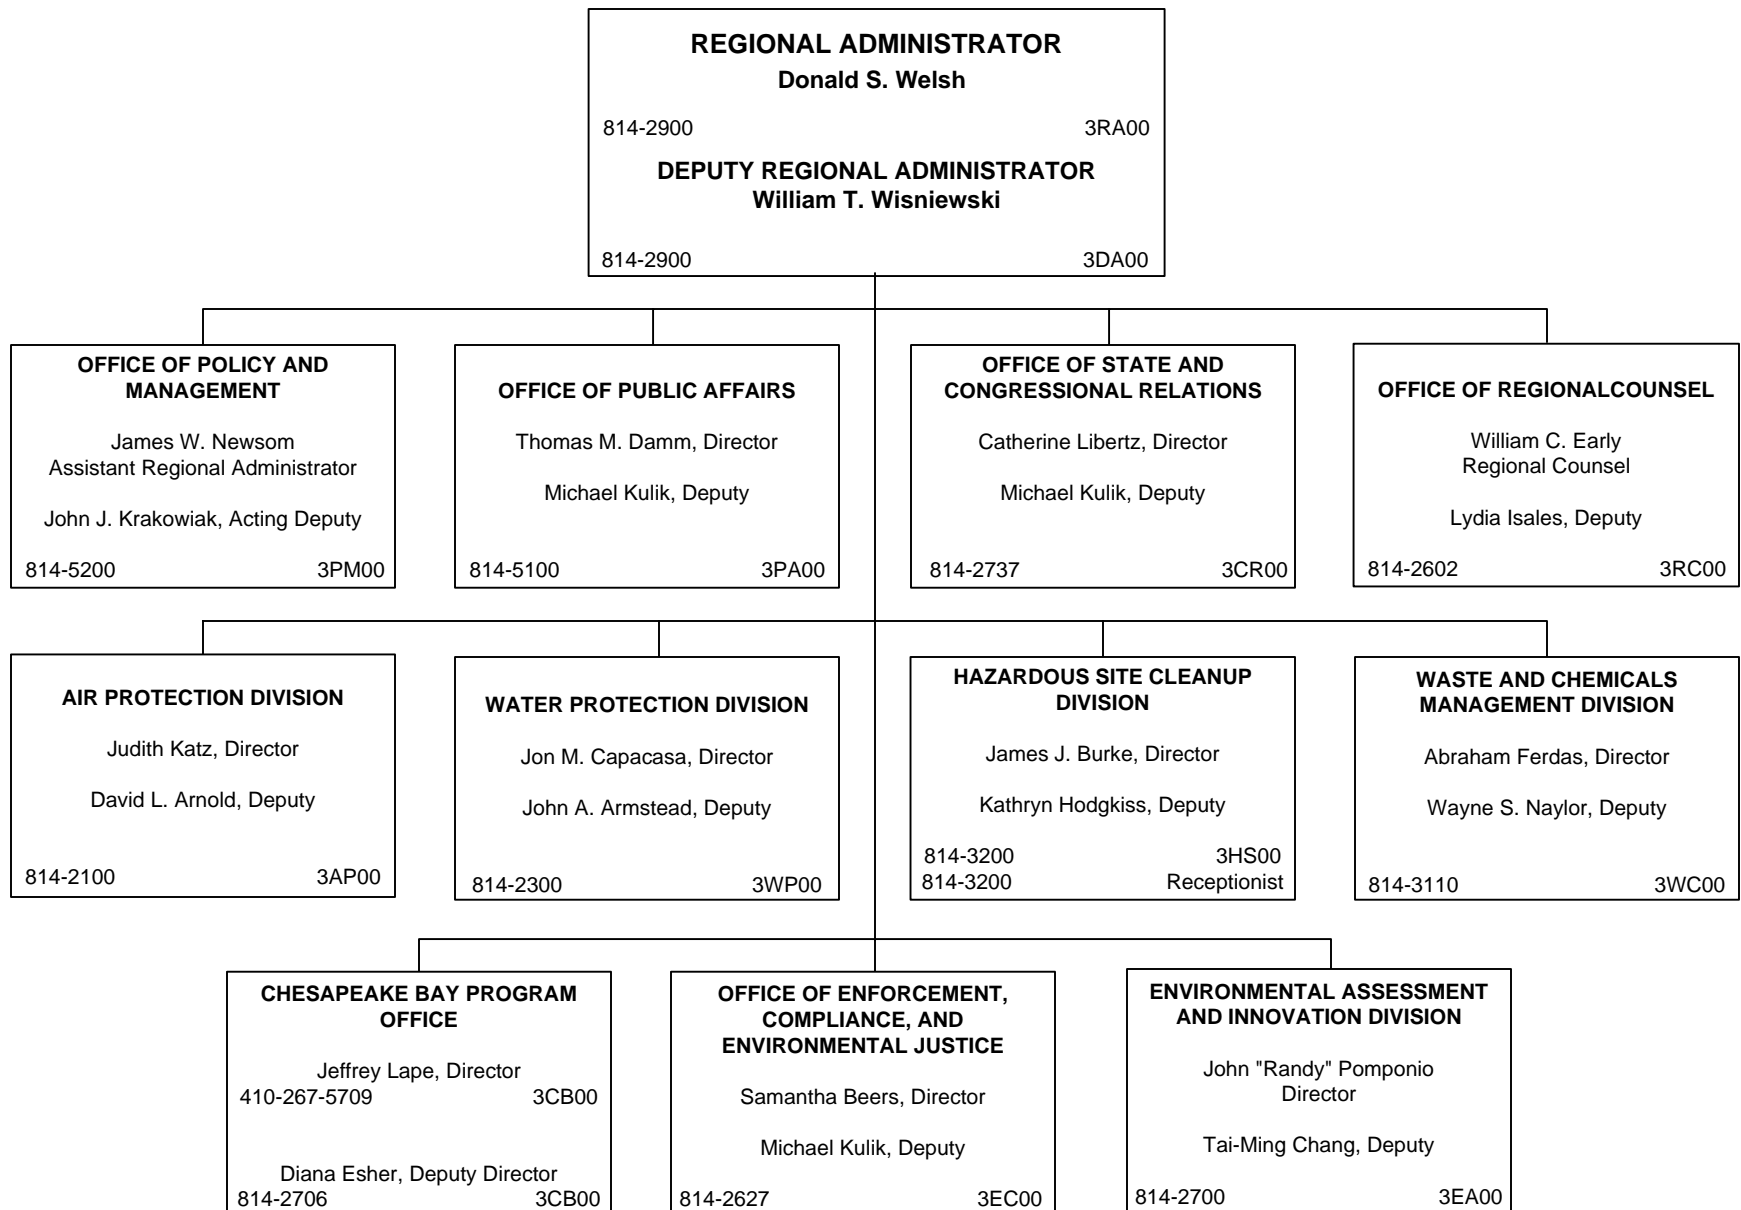 REGIONAL ADMINISTRATOR
Donald S. Welsh
814-2900 3RA00
DEPUTY REGIONAL ADMINISTRATOR
William T. Wisniewski
814-2900 3DA00
OFFICE OF POLICY AND
MANAGEMENT
James W. Newsom
Assistant Regional Administrator
John J. Krakowiak, Acting Deputy
814-5200 3PM00
OFFICE OF PUBLIC AFFAIRS
Thomas M. Damm, Director
Michael Kulik, Deputy
814-5100 3PA00
OFFICE OF STATE AND
CONGRESSIONAL RELATIONS
Catherine Libertz, Director
Michael Kulik, Deputy
814-2737 3CR00
OFFICE OF REGIONALCOUNSEL
William C. Early
Regional Counsel
Lydia Isales, Deputy
814-2602 3RC00
AIR PROTECTION DIVISION
Judith Katz, Director
David L. Arnold, Deputy
814-2100 3AP00
WATER PROTECTION DIVISION
Jon M. Capacasa, Director
John A. Armstead, Deputy
814-2300 3WP00
HAZARDOUS SITE CLEANUP
DIVISION
James J. Burke, Director
Kathryn Hodgkiss, Deputy
814-3200 3HS00
814-3200 Receptionist
WASTE AND CHEMICALS
MANAGEMENT DIVISION
Abraham Ferdas, Director
Wayne S. Naylor, Deputy
814-3110 3WC00
CHESAPEAKE BAY PROGRAM
OFFICE
Jeffrey Lape, Director
410-267-5709 3CB00
Diana Esher, Deputy Director
814-2706 3CB00
OFFICE OF ENFORCEMENT,
COMPLIANCE, AND
ENVIRONMENTAL JUSTICE
Samantha Beers, Director
Michael Kulik, Deputy
814-2627 3EC00
ENVIRONMENTAL ASSESSMENT
AND INNOVATION DIVISION
John "Randy" Pomponio
Director
Tai-Ming Chang, Deputy
814-2700 3EA00